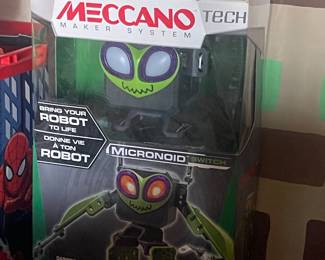 MECCANO TECH
MAKER SYSTEM
BRING YOUR
ROBOT
TO LIFE
DONNE VIE
À TON
ROBOT
MICRONOID SWITCH